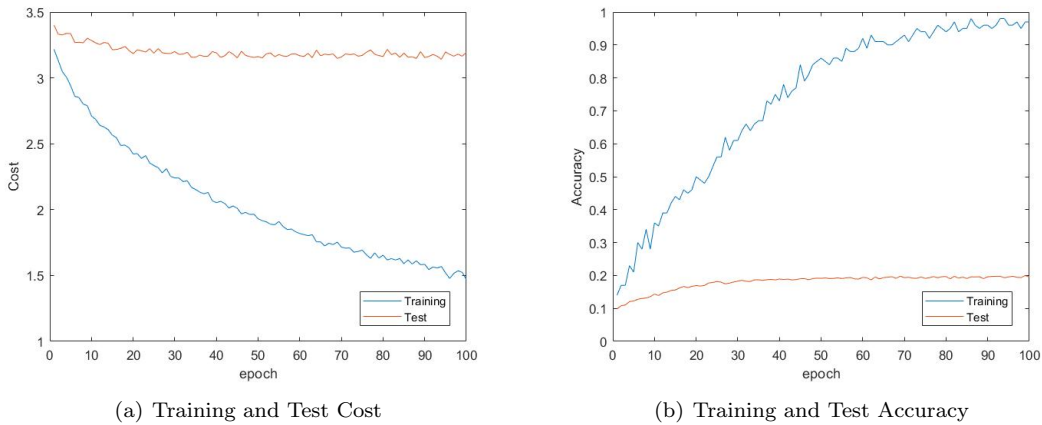 3.5
3
2.5
2
1.5
1
Cost
0 10 20 30 40 50 60 70 80 90 100
epoch
Training
Test
(a) Training and Test Cost
1
0.9
0.8
0.7
0.6
0.5
0.4
0.3
0.2
0.1
0
Accuracy
0 10 20 30 40 50 60 70 80 90 100
epoch
Training
Test
(b) Training and Test Accuracy